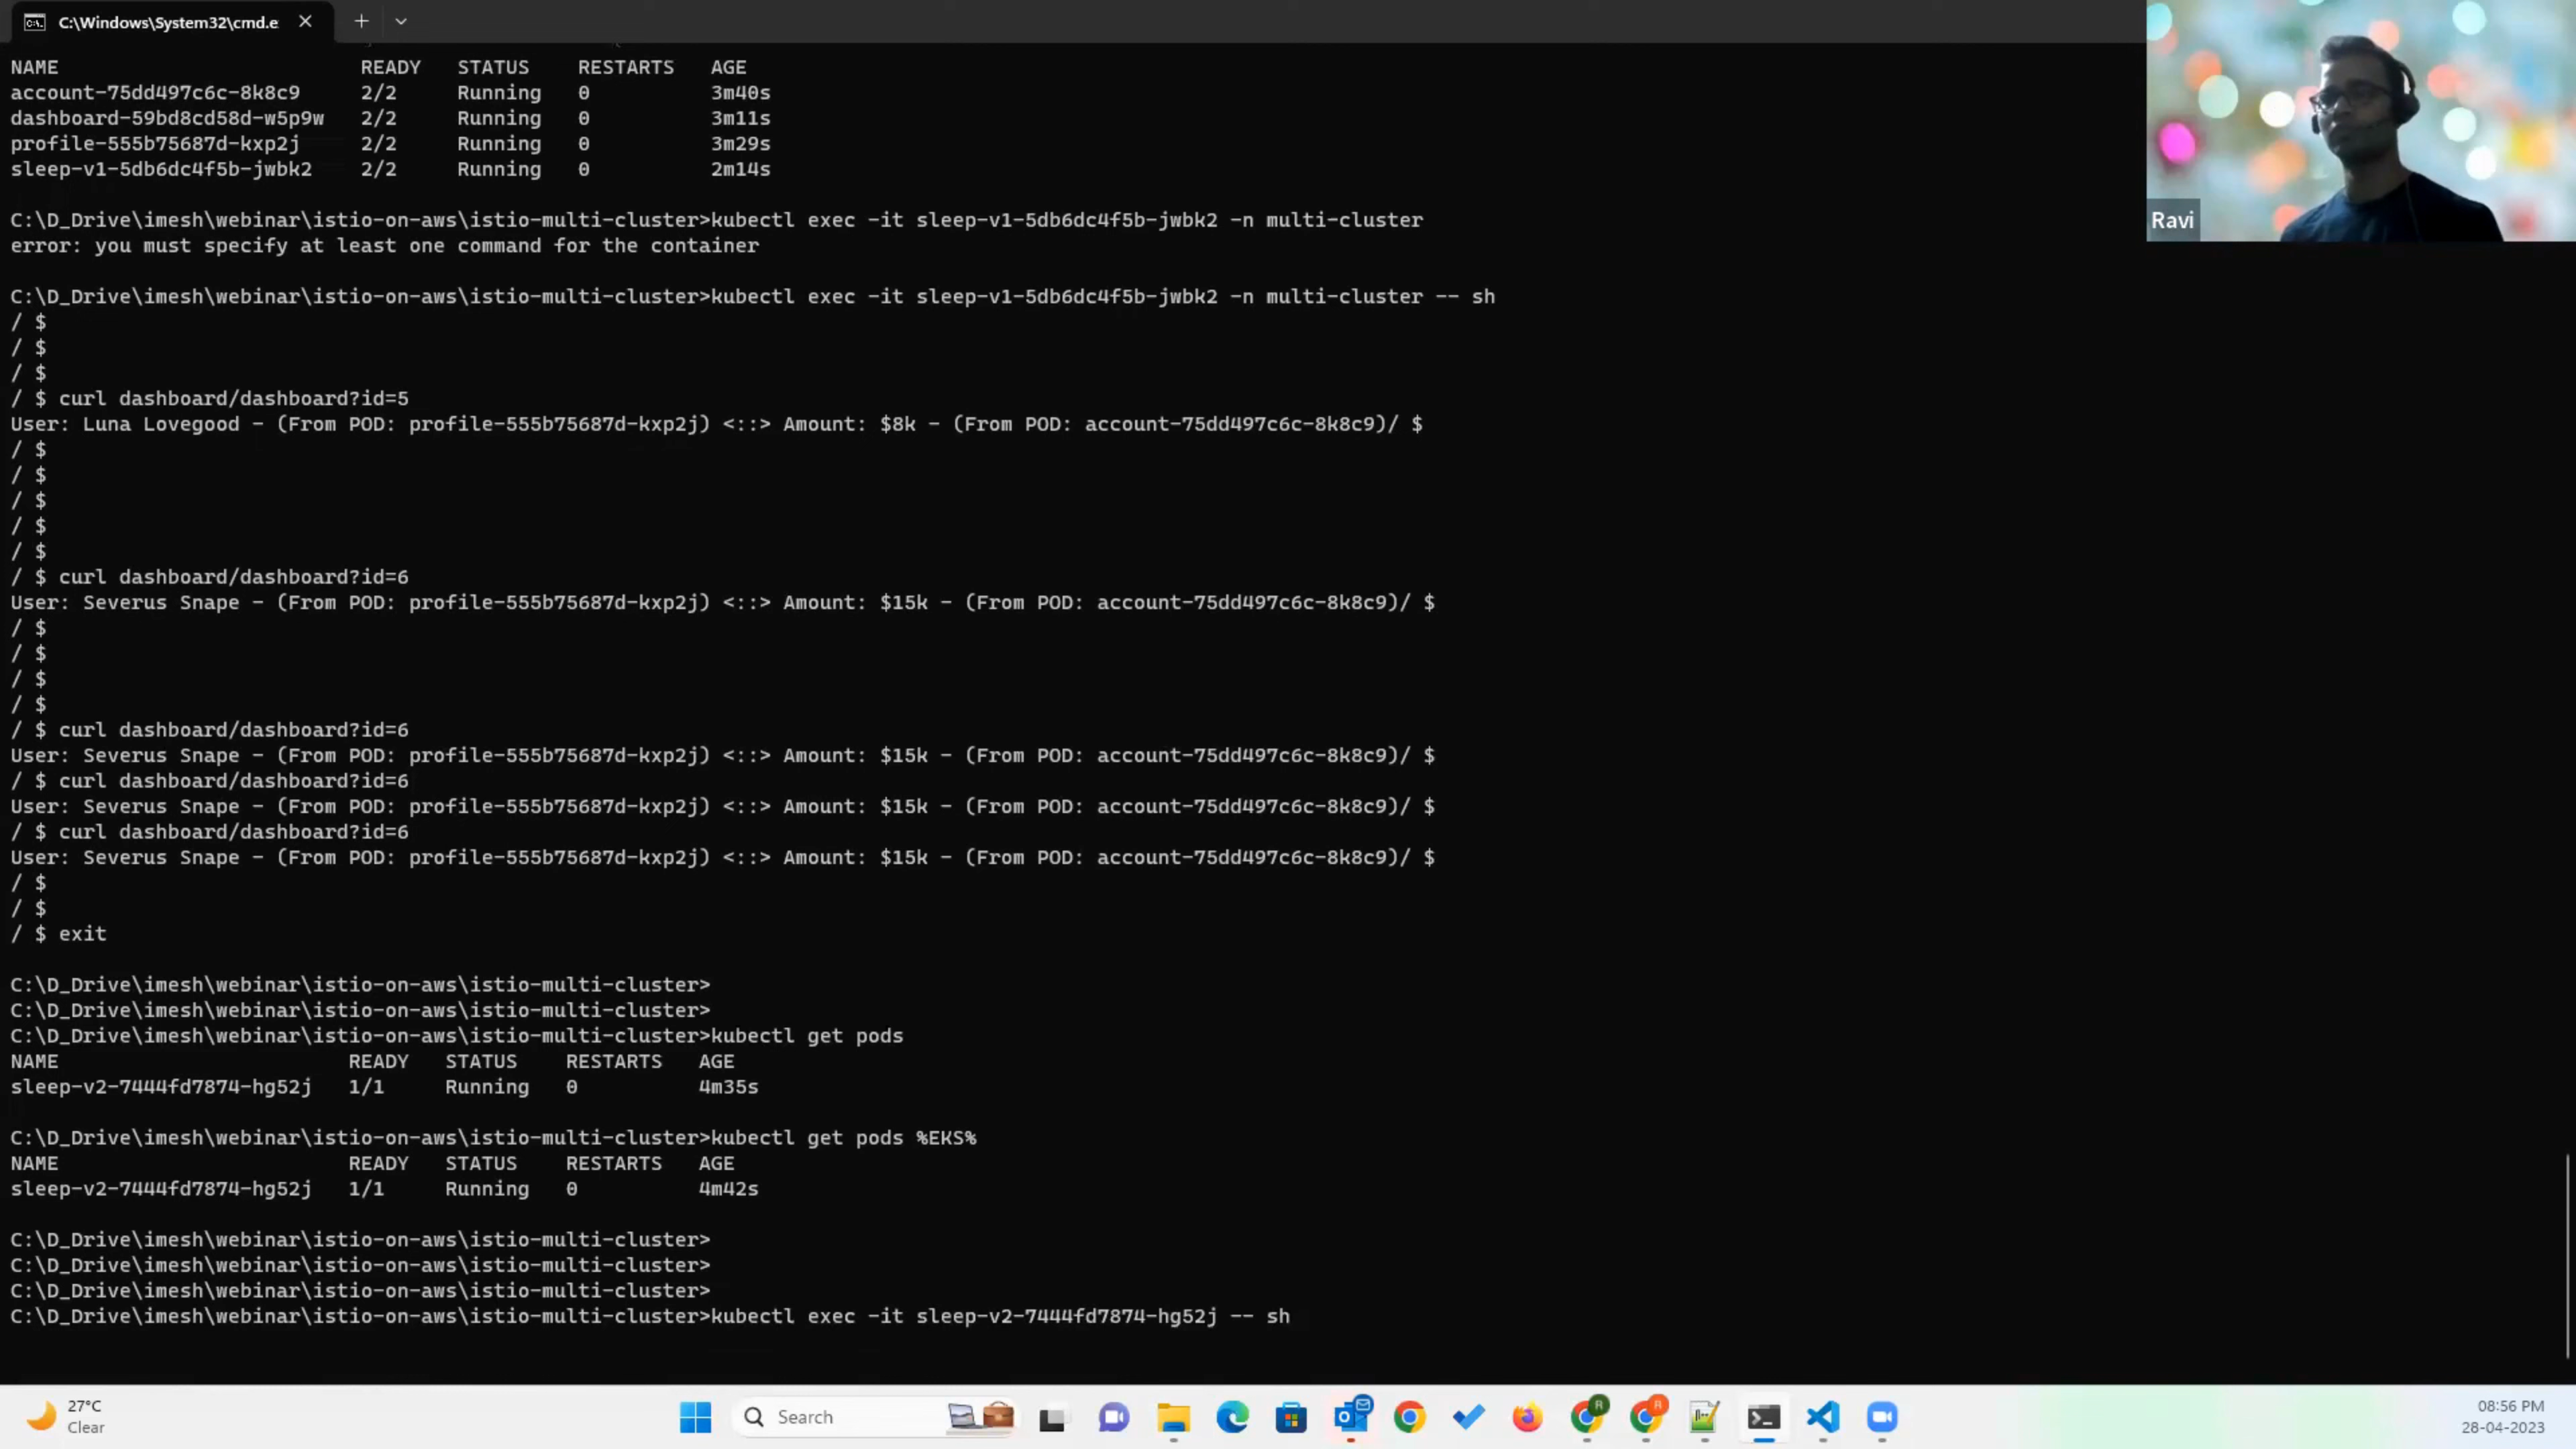 C:\Windows\System32\cmd.e
Ravi
NAME READY STATUS RESTARTS AGE
account-75dd497c6c-8k8c9 2/2 Running 0 3m40s
dashboard-59bd8cd58d-w5p9w 2/2 Running 0 3m11s
profile-555b75687d-kxp2j 2/2 Running 0 3m29s
sleep-v1-5db6dc4f5b-jwbk2 2/2 Running 0 2m14s
C:\D_Drive\imesh\webinar\istio-on-aws\istio-multi-cluster>kubectl exec -it sleep-v1-5db6dc4f5b-jwbk2 -n multi-cluster
error: you must specify at least one command for the container
C:\D_Drive\imesh\webinar\istio-on-aws\istio-multi-cluster>kubectl exec -it sleep-v1-5db6dc4f5b-jwbk2 -n multi-cluster -- sh
/ $
/ $
/ $
/ $ curl dashboard/dashboard?id=5
User: Luna Lovegood - (From POD: profile-555b75687d-kxp2j) <::> Amount: $8k - (From POD: account-75dd497c6c-8k8c9)/ $
/ $
/ $
/ $
/ $
/ $
/ $ curl dashboard/dashboard?id=6
User: Severus Snape - (From POD: profile-555b75687d-kxp2j) <::> Amount: $15k - (From POD: account-75dd497c6c-8k8c9)/ $
/ $
/ $
/ $
/ $
/ $ curl dashboard/dashboard?id=6
User: Severus Snape - (From POD: profile-555b75687d-kxp2j) <::> Amount: $15k - (From POD: account-75dd497c6c-8k8c9)/ $
/ $ curl dashboard/dashboard?id=6
User: Severus Snape - (From POD: profile-555b75687d-kxp2j) <::> Amount: $15k - (From POD: account-75dd497c6c-8k8c9)/ $
/ $ curl dashboard/dashboard?id=6
User: Severus Snape - (From POD: profile-555b75687d-kxp2j) <::> Amount: $15k - (From POD: account-75dd497c6c-8k8c9)/ $
/ $
/ $
/ $ exit
C:\D_Drive\imesh\webinar\istio-on-aws\istio-multi-cluster>
C:\D_Drive\imesh\webinar\istio-on-aws\istio-multi-cluster>
C:\D_Drive\imesh\webinar\istio-on-aws\istio-multi-cluster>kubectl get pods
NAME READY STATUS RESTARTS AGE
sleep-v2-7444fd7874-hg52j 1/1 Running 0 4m35s
C:\D_Drive\imesh\webinar\istio-on-aws\istio-multi-cluster>kubectl get pods %EKS%
NAME READY STATUS RESTARTS AGE
sleep-v2-7444fd7874-hg52j 1/1 Running 0 4m42s
C:\D_Drive\imesh\webinar\istio-on-aws\istio-multi-cluster>
C:\D_Drive\imesh\webinar\istio-on-aws\istio-multi-cluster>
C:\D_Drive\imesh\webinar\istio-on-aws\istio-multi-cluster>
C:\D_Drive\imesh\webinar\istio-on-aws\istio-multi-cluster>kubectl exec -it sleep-v2-7444fd7874-hg52j -- sh
27°C
Clear
Search
08:56 PM
28-04-2023